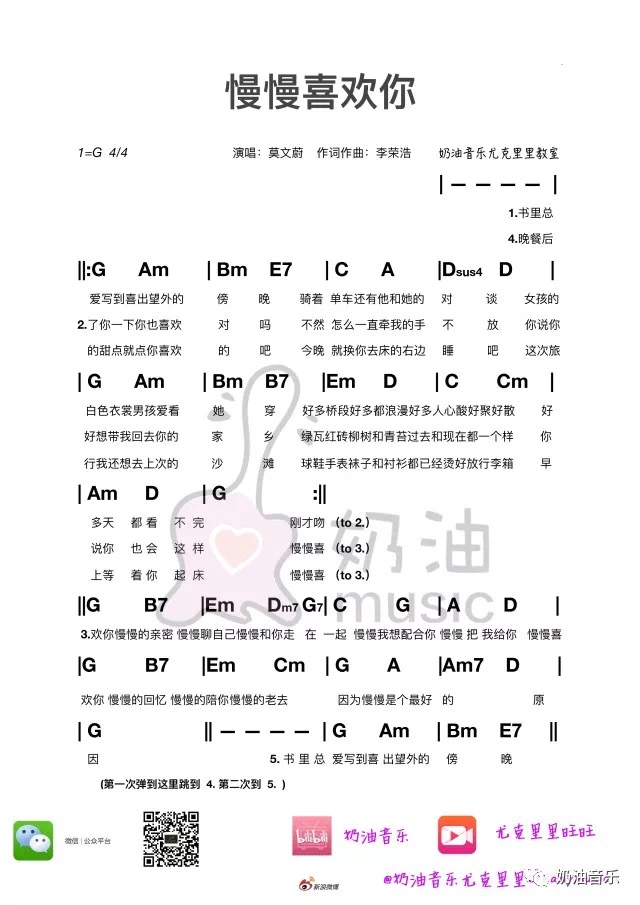 慢慢喜欢你
1=G 4/4 演唱：莫文蔚 作词作曲：李荣浩 奶油音乐尤克里里教室
| – – – – |
1.书里总
4.晚餐后
‖:G Am | Bm E7 | C A |Dsus4 D |
爱写到喜出望外的 傍 晚 骑着 单车还有他和她的 对 谈 女孩的
2.了你一下你也喜欢 对 吗 不然 怎么一直牵我的手 不 放 你说你
的甜点就点你喜欢 的 吧 今晚 就换你去床的右边 睡 吧 这次旅
| G Am | Bm B7 |Em D | C Cm |
白色衣裳男孩爱看 她 穿 好多桥段好多都浪漫好多人心酸好聚好散 好
好想带我回去你的 家 乡 绿瓦红砖柳树和青苔过去和现在都一个样 你
行我还想去上次的 沙 滩 球鞋手表袜子和衬衫都已经烫好放行李箱 早
| Am D | G :‖
多天 都看 不完 刚才吻 (to 2.)
说你 也会 这样 慢慢喜 (to 3.)
上等 着你 起床 慢慢喜 (to 3.)
奶油
music
‖G B7 |Em Dm7 G7| C G | A D |
3.欢你慢慢的亲密 慢慢聊自己慢慢和你走 在 一起 慢慢我想配合你 慢慢 把 我给你 慢慢喜
|G B7 |Em Cm | G A |Am7 D |
欢你 慢慢的回忆 慢慢的陪你慢慢的老去 因为慢慢是个最好 的 原
| G ‖ – – – – | G Am | Bm E7 ‖
因 5. 书 里 总 爱写到喜 出望外的 傍 晚
(第一次弹到这里跳到 4. 第二次到 5. )
微信 | 公众平台
bilibili 奶油音乐
尤克里里旺旺
新浪微博
@奶油音乐尤克里里
奶油音乐